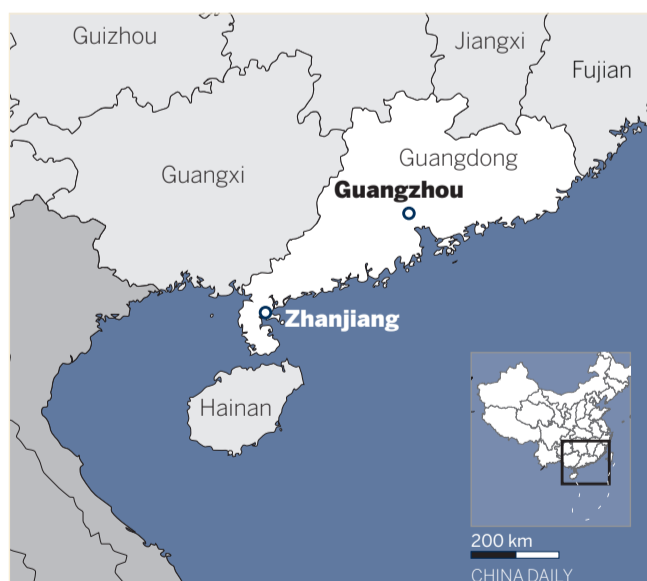 Guizhou
Jiangxi
Fujian
Guangxi
Guangdong
Guangzhou
Zhanjiang
Hainan
200 km
CHINA DAILY